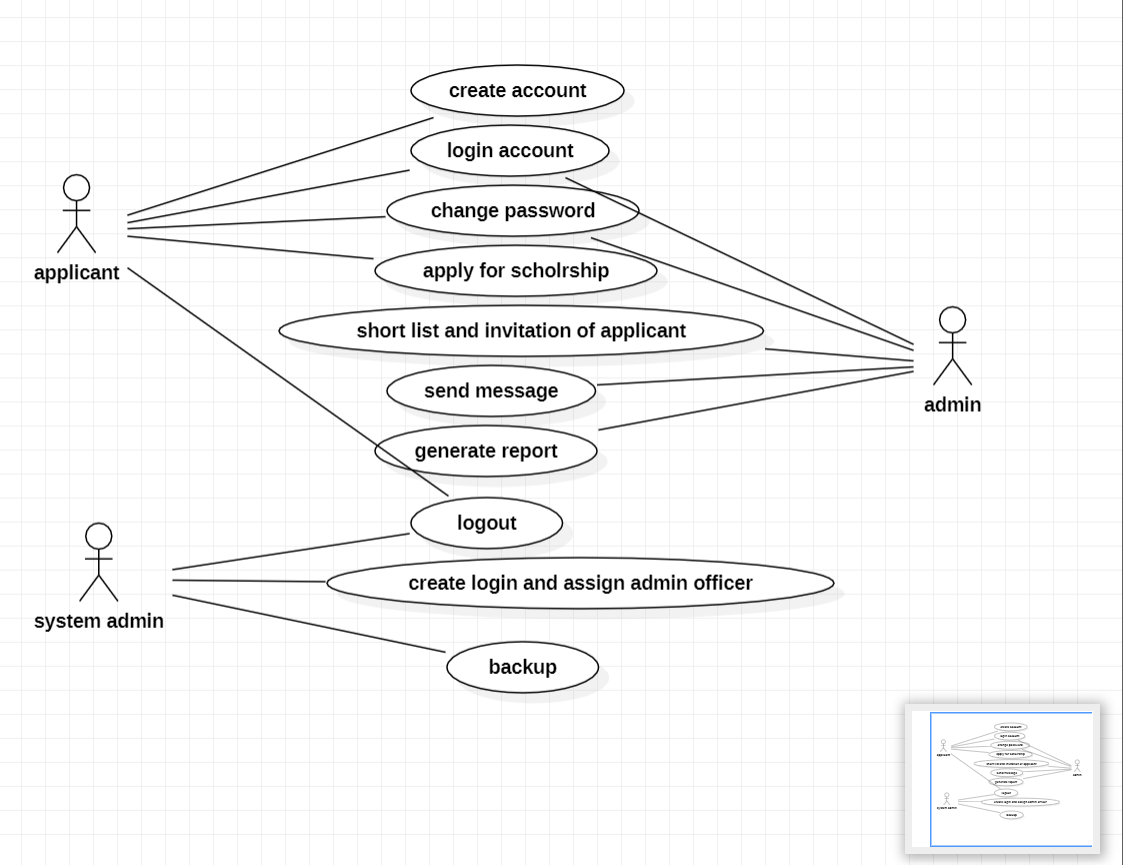 create account
login account
change password
applicant
apply for scholrship
short list and invitation of applicant
send message
admin
generate report
logout
create login and assign admin officer
system admin
backup